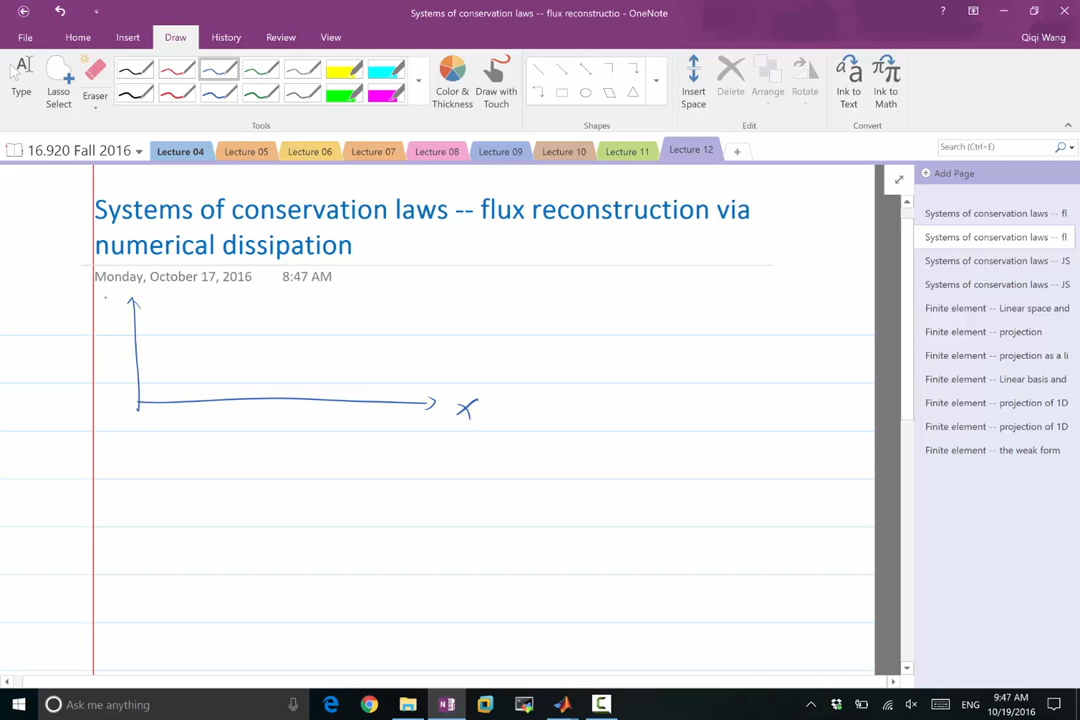 Systems of conservation laws -- flux reconstructio - OneNote
?
File
Home
Insert
Draw
History
Review
View
Qiqi Wang
Type
Lasso Select
Eraser
Color & Thickness
Draw with Touch
Insert Space
Delete
Arrange
Rotate
Ink to Text
Ink to Math
Tools
Shapes
Edit
Convert
16.920 Fall 2016
Lecture 04
Lecture 05
Lecture 06
Lecture 07
Lecture 08
Lecture 09
Lecture 10
Lecture 11
Lecture 12
Search (Ctrl+E)
Add Page
Systems of conservation laws -- flux reconstruction via
numerical dissipation
Monday, October 17, 2016 8:47 AM
x
Systems of conservation laws -- fl
Systems of conservation laws -- fl
Systems of conservation laws -- JS
Systems of conservation laws -- JS
Finite element -- Linear space and
Finite element -- projection
Finite element -- projection as a li
Finite element -- Linear basis and
Finite element -- projection of 1D
Finite element -- projection of 1D
Finite element -- the weak form
Ask me anything
ENG
9:47 AM
10/19/2016